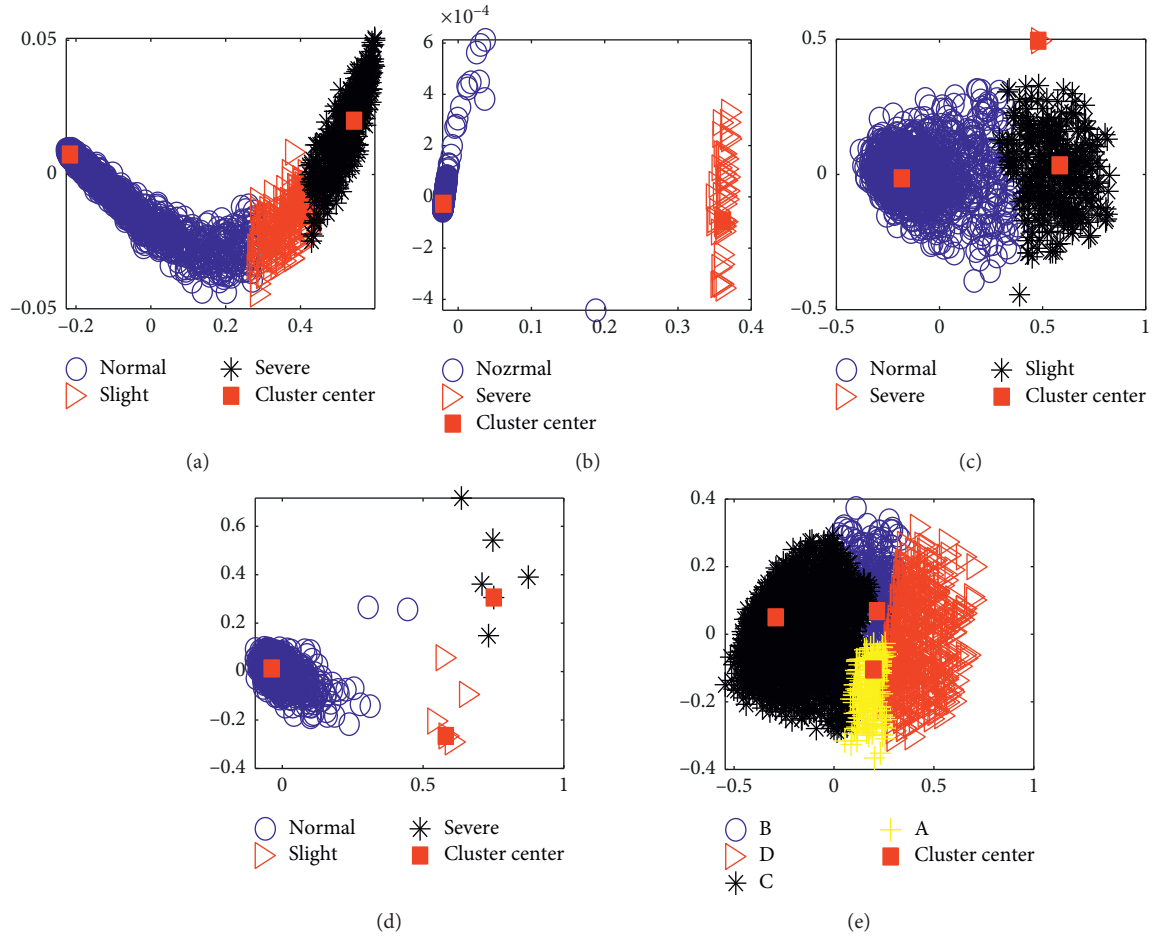 0.05
0
−0.05
−0.2 0 0.2 0.4
Normal Severe
Slight Cluster center
(a)
×10−4
6
4
2
0
−2
−4
0 0.1 0.2 0.3 0.4
Nozrmal
Severe
Cluster center
(b)
0.5
0
−0.5
−0.5 0 0.5 1
Normal Slight
Severe Cluster center
(c)
0.6
0.4
0.2
0
−0.2
−0.4
0 0.5 1
Normal Severe
Slight Cluster center
(d)
0.4
0.2
0
−0.2
0.4
−0.5 0 0.5 1
B A
D Cluster center
C
(e)